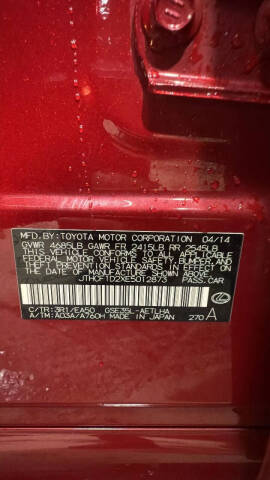 MFD.BY:TOYOTA MOTOR CORPORATION 04/14
GVWR 4685LB GAWR FR 2415LB RR 2545LB
THIS VEHICLE CONFORMS TO ALL APPLICABLE
FEDERAL MOTOR VEHICLE SAFETY, BUMPER, AND
THEFT PREVENTION STANDARDS IN EFFECT ON
THE DATE OF MANUFACTURE SHOWN ABOVE.
JTHCF1D2XE5012873 PASS.CAR
C/TR:3R1/EA50 GSE35L-AETLHA
A/TM:A03A/A760H MADE IN JAPAN 270 A